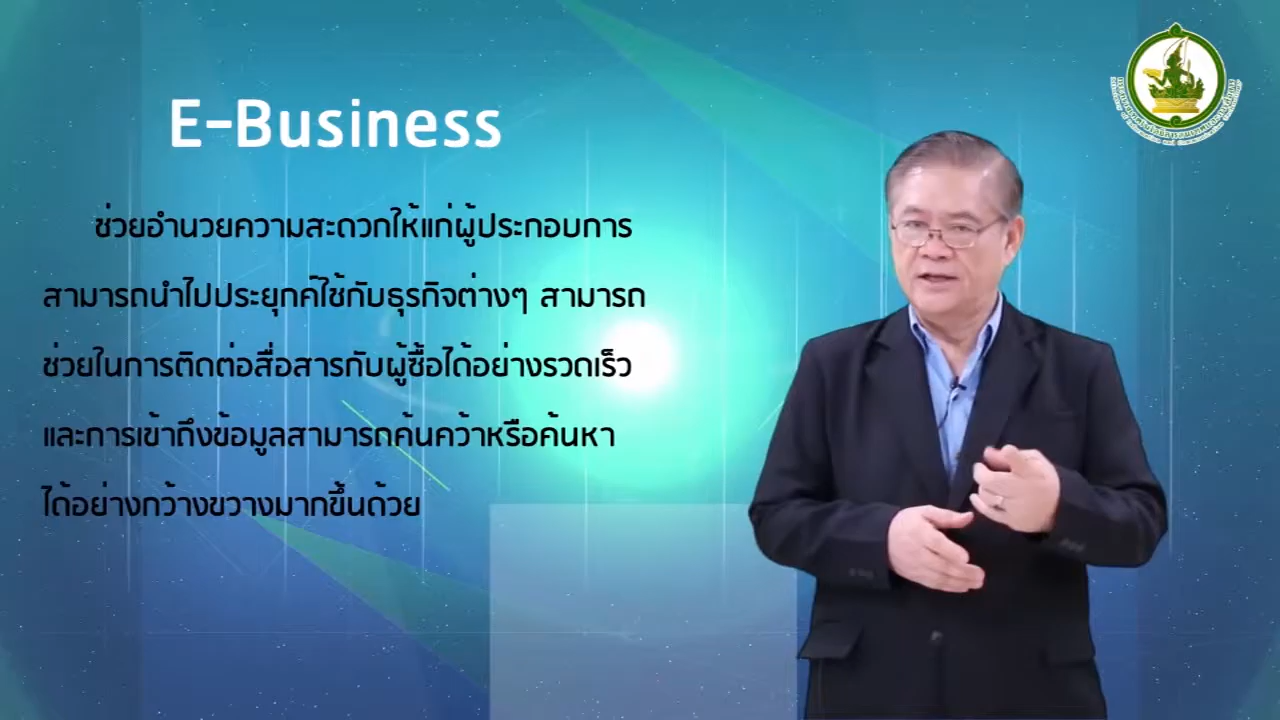 E-Business
ช่วยอำนวยความสะดวกให้แก่ผู้ประกอบการ
สามารถนำไปประยุกค์ใช้กับธุรกิจต่างๆ สามารถ
ช่วยในการติดต่อสื่อสารกับผู้ซื้อได้อย่างรวดเร็ว
และการเข้าถึงข้อมูลสามารถค้นคว้าหรือค้นหา
ได้อย่างกว้างขวางมากขึ้นด้วย